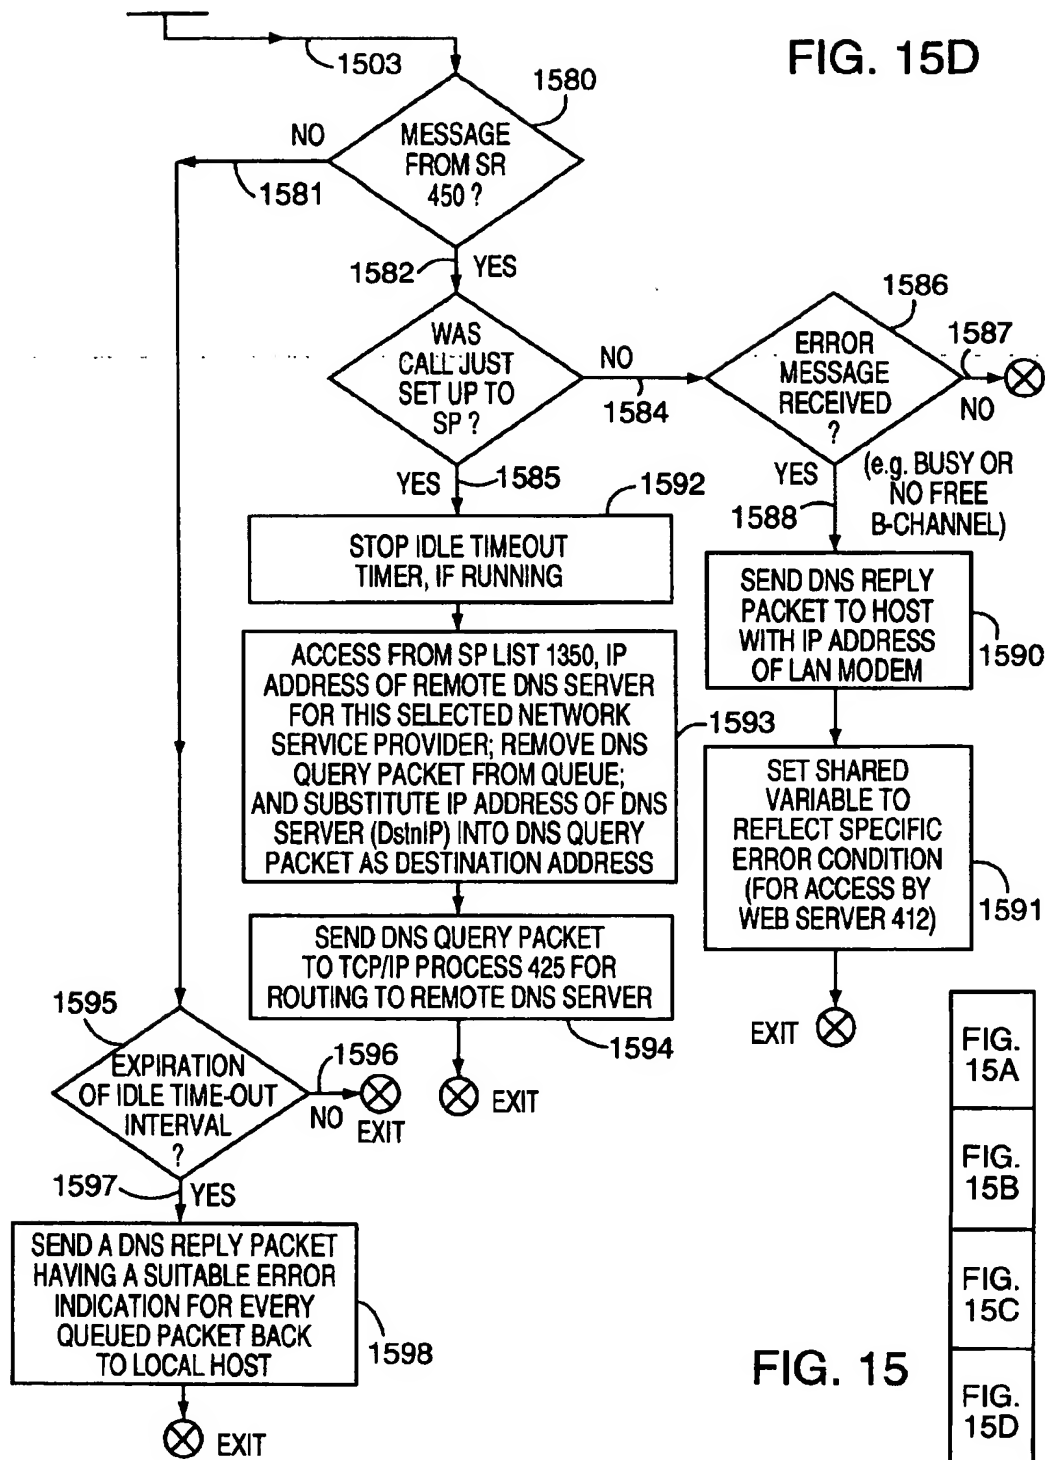 FIG. 15D
1503
1580
MESSAGE
FROM SR
450 ?
NO
1581
1582
YES
WAS
CALL JUST
SET UP TO
SP ?
NO
1584
1586
ERROR
MESSAGE
RECEIVED
?
1587
NO
YES
1585
YES
1588
(e.g. BUSY OR
NO FREE
B-CHANNEL)
1592
STOP IDLE TIMEOUT
TIMER, IF RUNNING
SEND DNS REPLY
PACKET TO HOST
WITH IP ADDRESS
OF LAN MODEM
1590
ACCESS FROM SP LIST 1350, IP
ADDRESS OF REMOTE DNS SERVER
FOR THIS SELECTED NETWORK
SERVICE PROVIDER; REMOVE DNS
QUERY PACKET FROM QUEUE;
AND SUBSTITUTE IP ADDRESS OF DNS
SERVER (DstnIP) INTO DNS QUERY
PACKET AS DESTINATION ADDRESS
1593
SET SHARED
VARIABLE TO
REFLECT SPECIFIC
ERROR CONDITION
(FOR ACCESS BY
WEB SERVER 412)
1591
EXIT
SEND DNS QUERY PACKET
TO TCP/IP PROCESS 425 FOR
ROUTING TO REMOTE DNS SERVER
1594
EXIT
1595
EXPIRATION
OF IDLE TIME-OUT
INTERVAL
?
1596
NO
EXIT
1597
YES
SEND A DNS REPLY PACKET
HAVING A SUITABLE ERROR
INDICATION FOR EVERY
QUEUED PACKET BACK
TO LOCAL HOST
1598
EXIT
FIG. 15
FIG.
15A
FIG.
15B
FIG.
15C
FIG.
15D